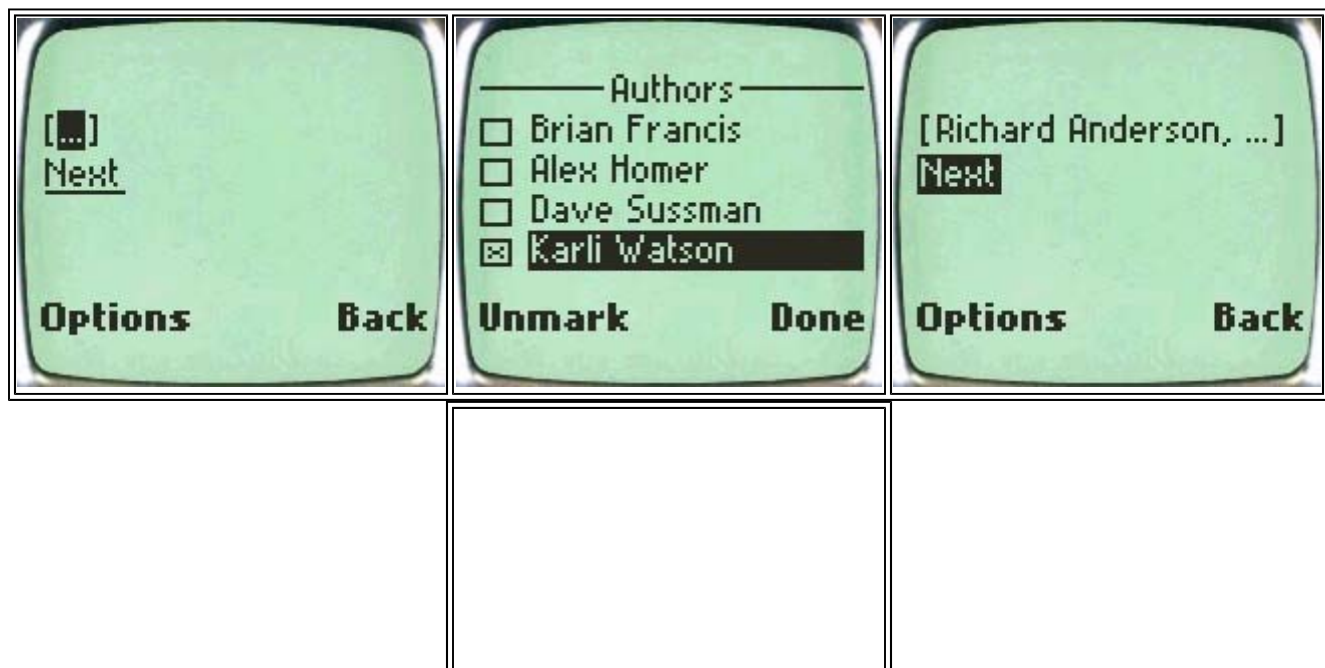 [...]
Next
Options Back
Authors
Brian Francis
Alex Homer
Dave Sussman
Karli Watson
Unmark Done
[Richard Anderson, ...]
Next
Options Back